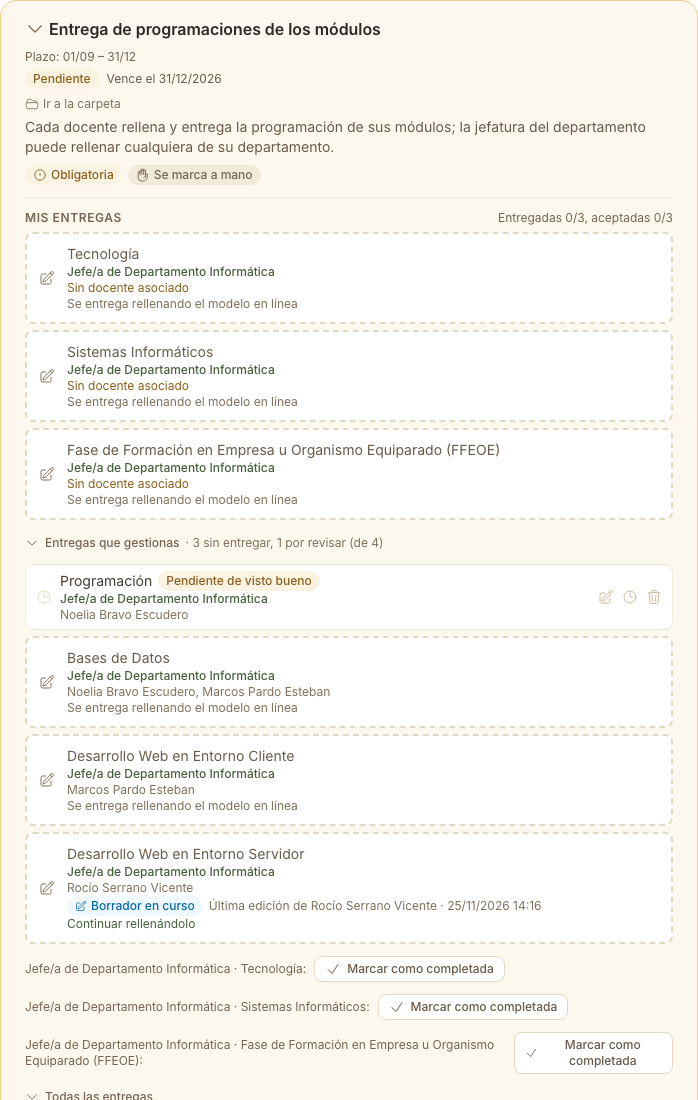 Entrega de programaciones de los módulos
Plazo: 01/09 – 31/12
Pendiente Vence el 31/12/2026
Ir a la carpeta
Cada docente rellena y entrega la programación de sus módulos; la jefatura del departamento
puede rellenar cualquiera de su departamento.
Obligatoria Se marca a mano
MIS ENTREGAS Entregadas 0/3, aceptadas 0/3
Tecnología
Jefe/a de Departamento Informática
Sin docente asociado
Se entrega rellenando el modelo en línea
Sistemas Informáticos
Jefe/a de Departamento Informática
Sin docente asociado
Se entrega rellenando el modelo en línea
Fase de Formación en Empresa u Organismo Equiparado (FFEOE)
Jefe/a de Departamento Informática
Sin docente asociado
Se entrega rellenando el modelo en línea
Entregas que gestionas · 3 sin entregar, 1 por revisar (de 4)
Programación Pendiente de visto bueno
Jefe/a de Departamento Informática
Noelia Bravo Escudero
Bases de Datos
Jefe/a de Departamento Informática
Noelia Bravo Escudero, Marcos Pardo Esteban
Se entrega rellenando el modelo en línea
Desarrollo Web en Entorno Cliente
Jefe/a de Departamento Informática
Marcos Pardo Esteban
Se entrega rellenando el modelo en línea
Desarrollo Web en Entorno Servidor
Jefe/a de Departamento Informática
Rocío Serrano Vicente
Borrador en curso Última edición de Rocío Serrano Vicente · 25/11/2026 14:16
Continuar rellenándolo
Jefe/a de Departamento Informática · Tecnología: Marcar como completada
Jefe/a de Departamento Informática · Sistemas Informáticos: Marcar como completada
Jefe/a de Departamento Informática · Fase de Formación en Empresa u Organismo
Equiparado (FFEOE):
Marcar como
completada
Todas las entregas